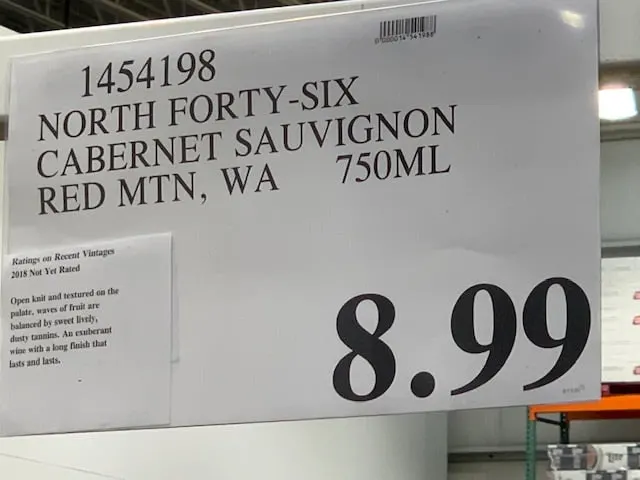 0000014541988
1454198
NORTH FORTY-SIX
CABERNET SAUVIGNON
RED MTN, WA 750ML
Ratings on Recent Vintages
2018 Not Yet Rated
Open knit and textured on the
palate, waves of fruit are
balanced by sweet lively,
dusty tannins. An exuberant
wine with a long finish that
lasts and lasts.
8.99
Lite